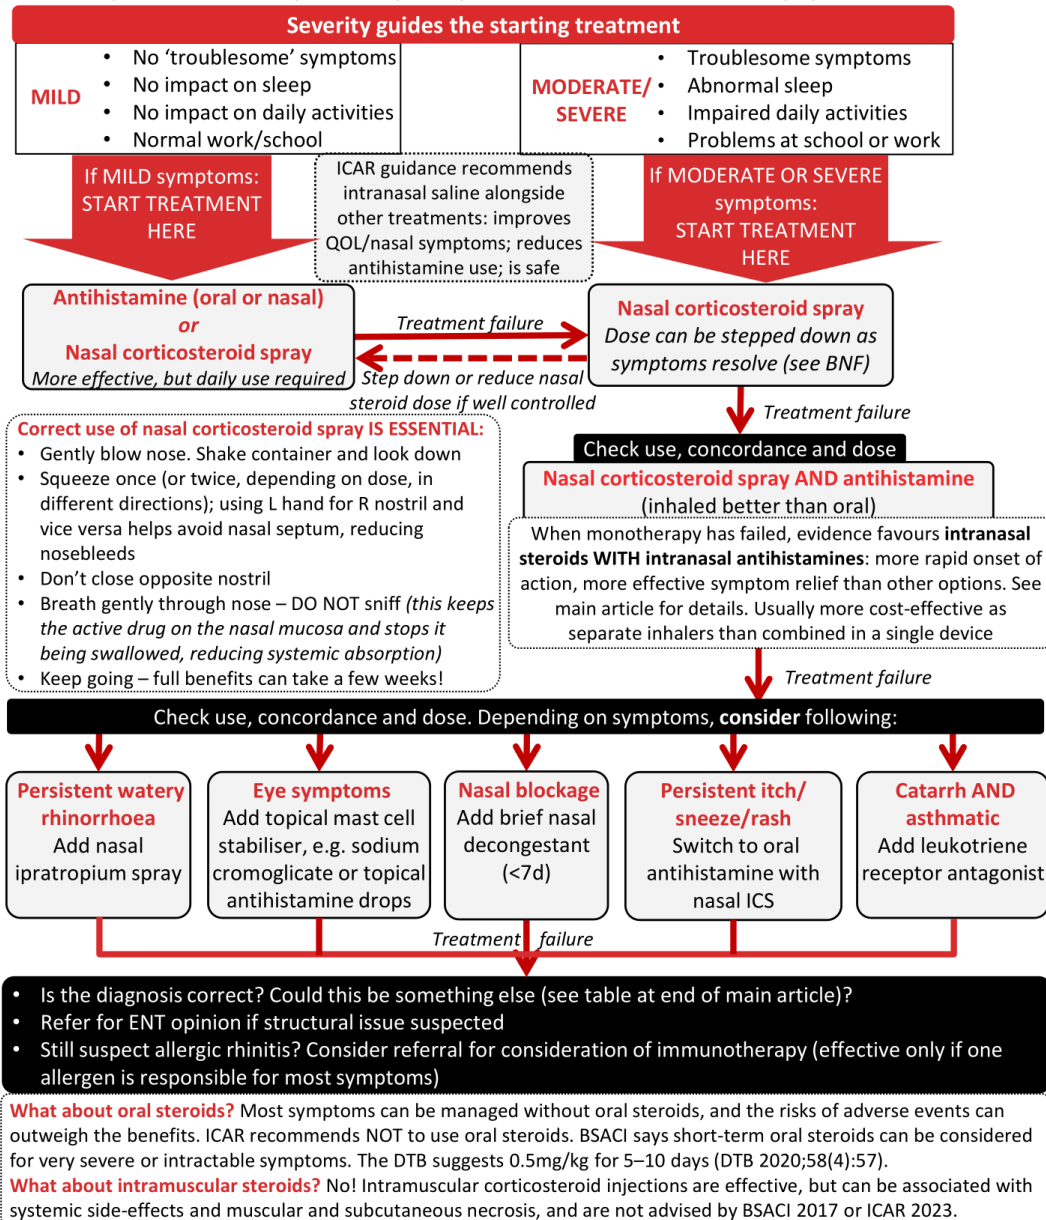 Severity guides the starting treatment
MILD
• No ‘troublesome’ symptoms
• No impact on sleep
• No impact on daily activities
• Normal work/school
MODERATE/
SEVERE
• Troublesome symptoms
• Abnormal sleep
• Impaired daily activities
• Problems at school or work
If MILD symptoms:
START TREATMENT
HERE
ICAR guidance recommends
intranasal saline alongside
other treatments: improves
QOL/nasal symptoms; reduces
antihistamine use; is safe
If MODERATE OR SEVERE
symptoms:
START TREATMENT
HERE
Antihistamine (oral or nasal)
or
Nasal corticosteroid spray
More effective, but daily use required
Treatment failure
Step down or reduce nasal
steroid dose if well controlled
Nasal corticosteroid spray
Dose can be stepped down as
symptoms resolve (see BNF)
Treatment failure
Correct use of nasal corticosteroid spray IS ESSENTIAL:
• Gently blow nose. Shake container and look down
• Squeeze once (or twice, depending on dose, in
different directions); using L hand for R nostril and
vice versa helps avoid nasal septum, reducing
nosebleeds
• Don’t close opposite nostril
• Breath gently through nose – DO NOT sniff (this keeps
the active drug on the nasal mucosa and stops it
being swallowed, reducing systemic absorption)
• Keep going – full benefits can take a few weeks!
Check use, concordance and dose
Nasal corticosteroid spray AND antihistamine
(inhaled better than oral)
When monotherapy has failed, evidence favours intranasal
steroids WITH intranasal antihistamines: more rapid onset of
action, more effective symptom relief than other options. See
main article for details. Usually more cost-effective as
separate inhalers than combined in a single device
Treatment failure
Check use, concordance and dose. Depending on symptoms, consider following:
Persistent watery
rhinorrhoea
Add nasal
ipratropium spray
Eye symptoms
Add topical mast cell
stabiliser, e.g. sodium
cromoglicate or topical
antihistamine drops
Nasal blockage
Add brief nasal
decongestant
(<7d)
Persistent itch/
sneeze/rash
Switch to oral
antihistamine with
nasal ICS
Catarrh AND
asthmatic
Add leukotriene
receptor antagonist
Treatment failure
• Is the diagnosis correct? Could this be something else (see table at end of main article)?
• Refer for ENT opinion if structural issue suspected
• Still suspect allergic rhinitis? Consider referral for consideration of immunotherapy (effective only if one
allergen is responsible for most symptoms)
What about oral steroids? Most symptoms can be managed without oral steroids, and the risks of adverse events can
outweigh the benefits. ICAR recommends NOT to use oral steroids. BSACI says short-term oral steroids can be considered
for very severe or intractable symptoms. The DTB suggests 0.5mg/kg for 5–10 days (DTB 2020;58(4):57).
What about intramuscular steroids? No! Intramuscular corticosteroid injections are effective, but can be associated with
systemic side-effects and muscular and subcutaneous necrosis, and are not advised by BSACI 2017 or ICAR 2023.